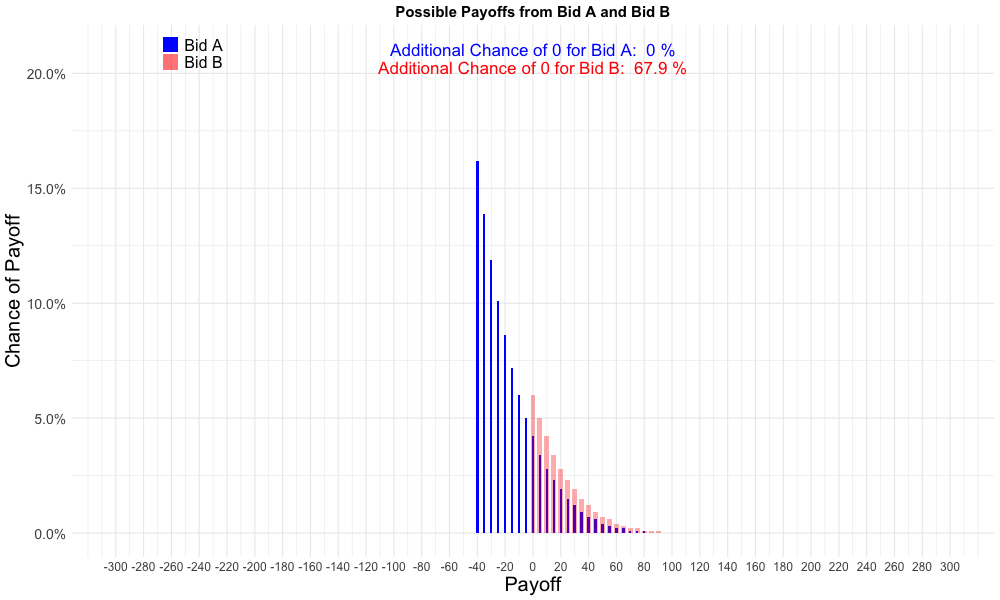 Possible Payoffs from Bid A and Bid B
Bid A
Bid B
Additional Chance of 0 for Bid A:  0 %
Additional Chance of 0 for Bid B:  67.9 %
Chance of Payoff
20.0%
15.0%
10.0%
5.0%
0.0%
-300 -280 -260 -240 -220 -200 -180 -160 -140 -120 -100 -80 -60 -40 -20 0 20 40 60 80 100 120 140 160 180 200 220 240 260 280 300
Payoff